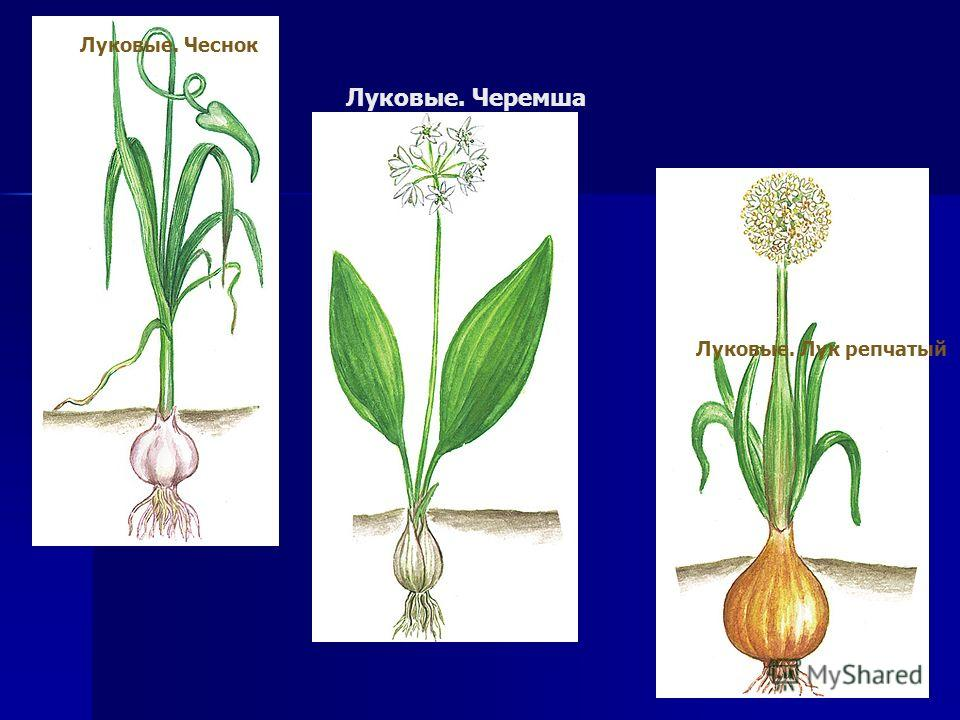 Луковые. Чеснок
Луковые. Черемша
Луковые. Лук репчатый
MyShared